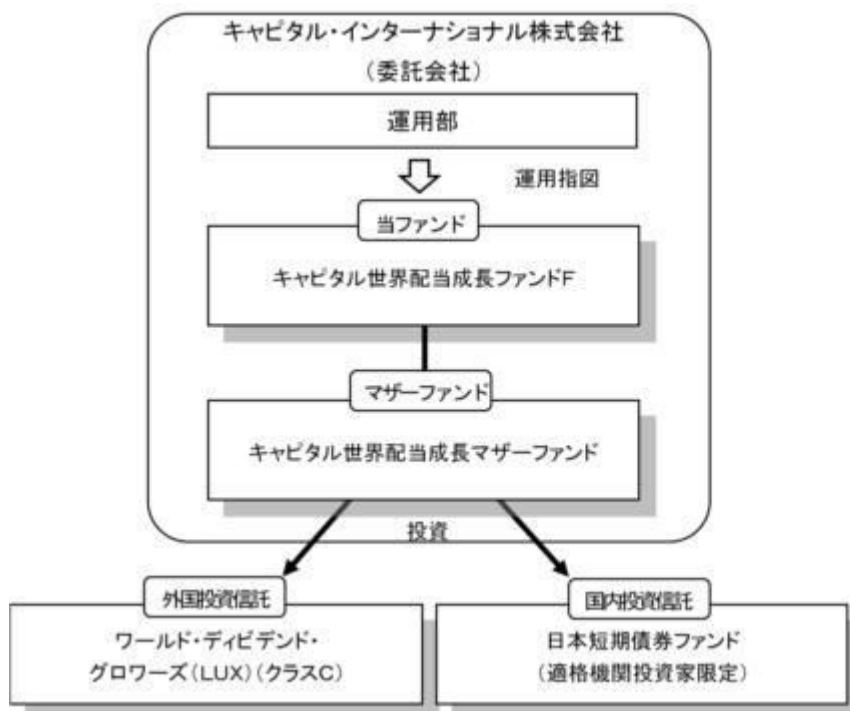 キャピタル・インターナショナル株式会社
(委託会社)
運用部
運用指図
当ファンド
キャピタル世界配当成長ファンドF
マザーファンド
キャピタル世界配当成長マザーファンド
投資
外国投資信託
ワールド・ディビデンド・
グロワーズ(LUX)(クラスC)
国内投資信託
日本短期債券ファンド
(適格機関投資家限定)